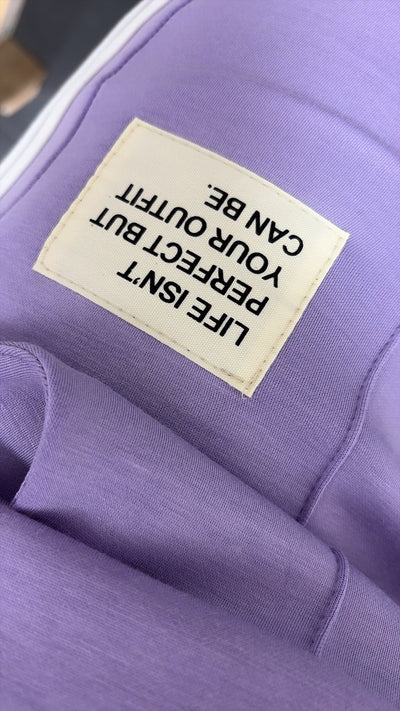 LIFE ISN'T
PERFECT BUT
YOUR OUTFIT
CAN BE.